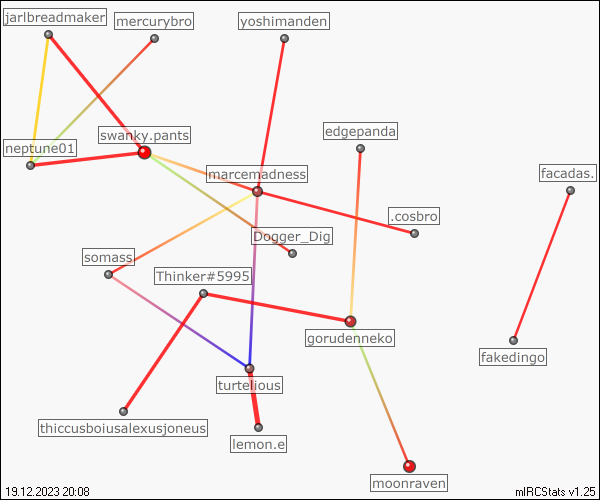 jarlbreadmaker
mercurybro
yoshimanden
swanky.pants
edgepanda
neptune01
marcemadness
facadas.
.cosbro
Dogger_Dig
somass
Thinker#5995
gorudenneko
fakedingo
turtelious
thiccusboiusalexusjoneus
lemon.e
moonraven
19.12.2023 20:08
mIRCStats v1.25